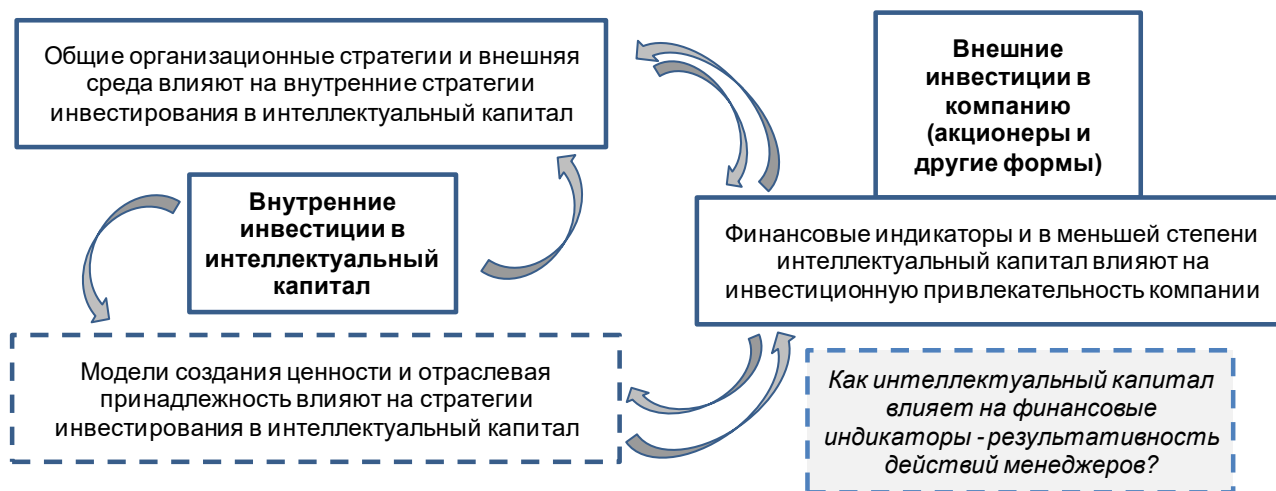 Общие организационные стратегии и внешняя
среда влияют на внутренние стратегии
инвестирования в интеллектуальный капитал
Внешние
инвестиции в
компанию
(акционеры и
другие формы)
Внутренние
инвестиции в
интеллектуальный
капитал
Финансовые индикаторы и в меньшей степени
интеллектуальный капитал влияют на
инвестиционную привлекательность компании
Модели создания ценности и отраслевая
принадлежность влияют на стратегии
инвестирования в интеллектуальный капитал
Как интеллектуальный капитал
влияет на финансовые
индикаторы - результативность
действий менеджеров?